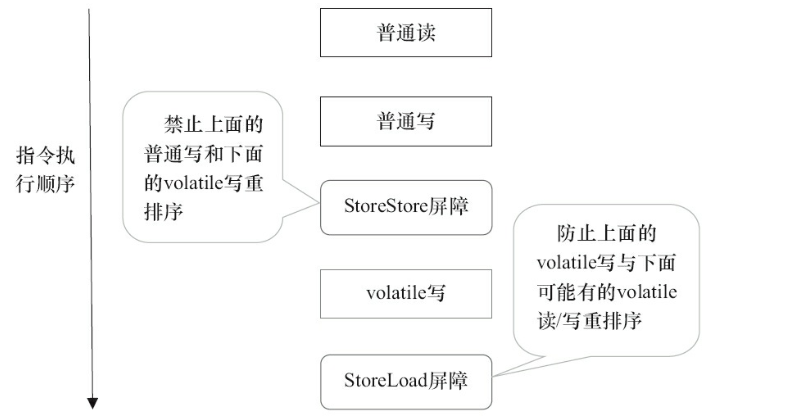 普通读
普通写
指令执
行顺序
禁止上面的
普通写和下面
的volatile写重
排序
StoreStore屏障
防止上面的
volatile写与下面
可能有的volatile
读/写重排序
volatile写
StoreLoad屏障